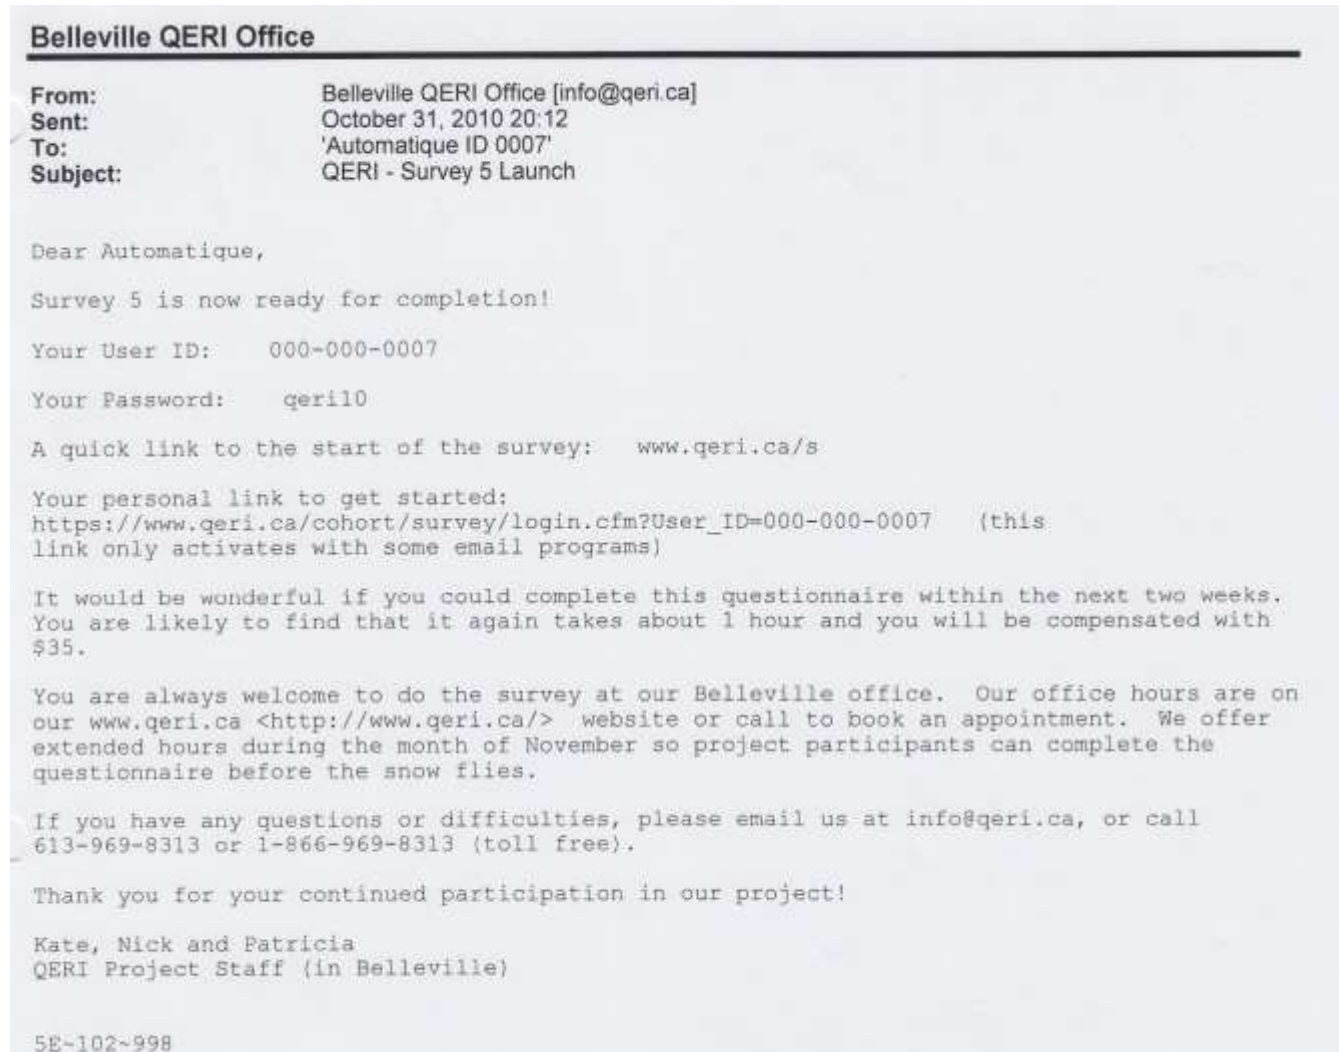 Belleville QERI Office
From: Belleville QERI Office [info@qeri.ca]
Sent: October 31, 2010 20:12
To: 'Automatique ID 0007'
Subject: QERI - Survey 5 Launch
Dear Automatique,
Survey 5 is now ready for completion!
Your User ID: 000-000-0007
Your Password: qeri10
A quick link to the start of the survey: www.qeri.ca/s
Your personal link to get started:
https://www.qeri.ca/cohort/survey/login.cfm?User_ID=000-000-0007 (this
link only activates with some email programs)
It would be wonderful if you could complete this questionnaire within the next two weeks.
You are likely to find that it again takes about 1 hour and you will be compensated with
$35.
You are always welcome to do the survey at our Belleville office. Our office hours are on
our www.qeri.ca <http://www.qeri.ca/> website or call to book an appointment. We offer
extended hours during the month of November so project participants can complete the
questionnaire before the snow flies.
If you have any questions or difficulties, please email us at info@qeri.ca, or call
613-969-8313 or 1-866-969-8313 (toll free).
Thank you for your continued participation in our project!
Kate, Nick and Patricia
QERI Project Staff (in Belleville)
5E~102~998